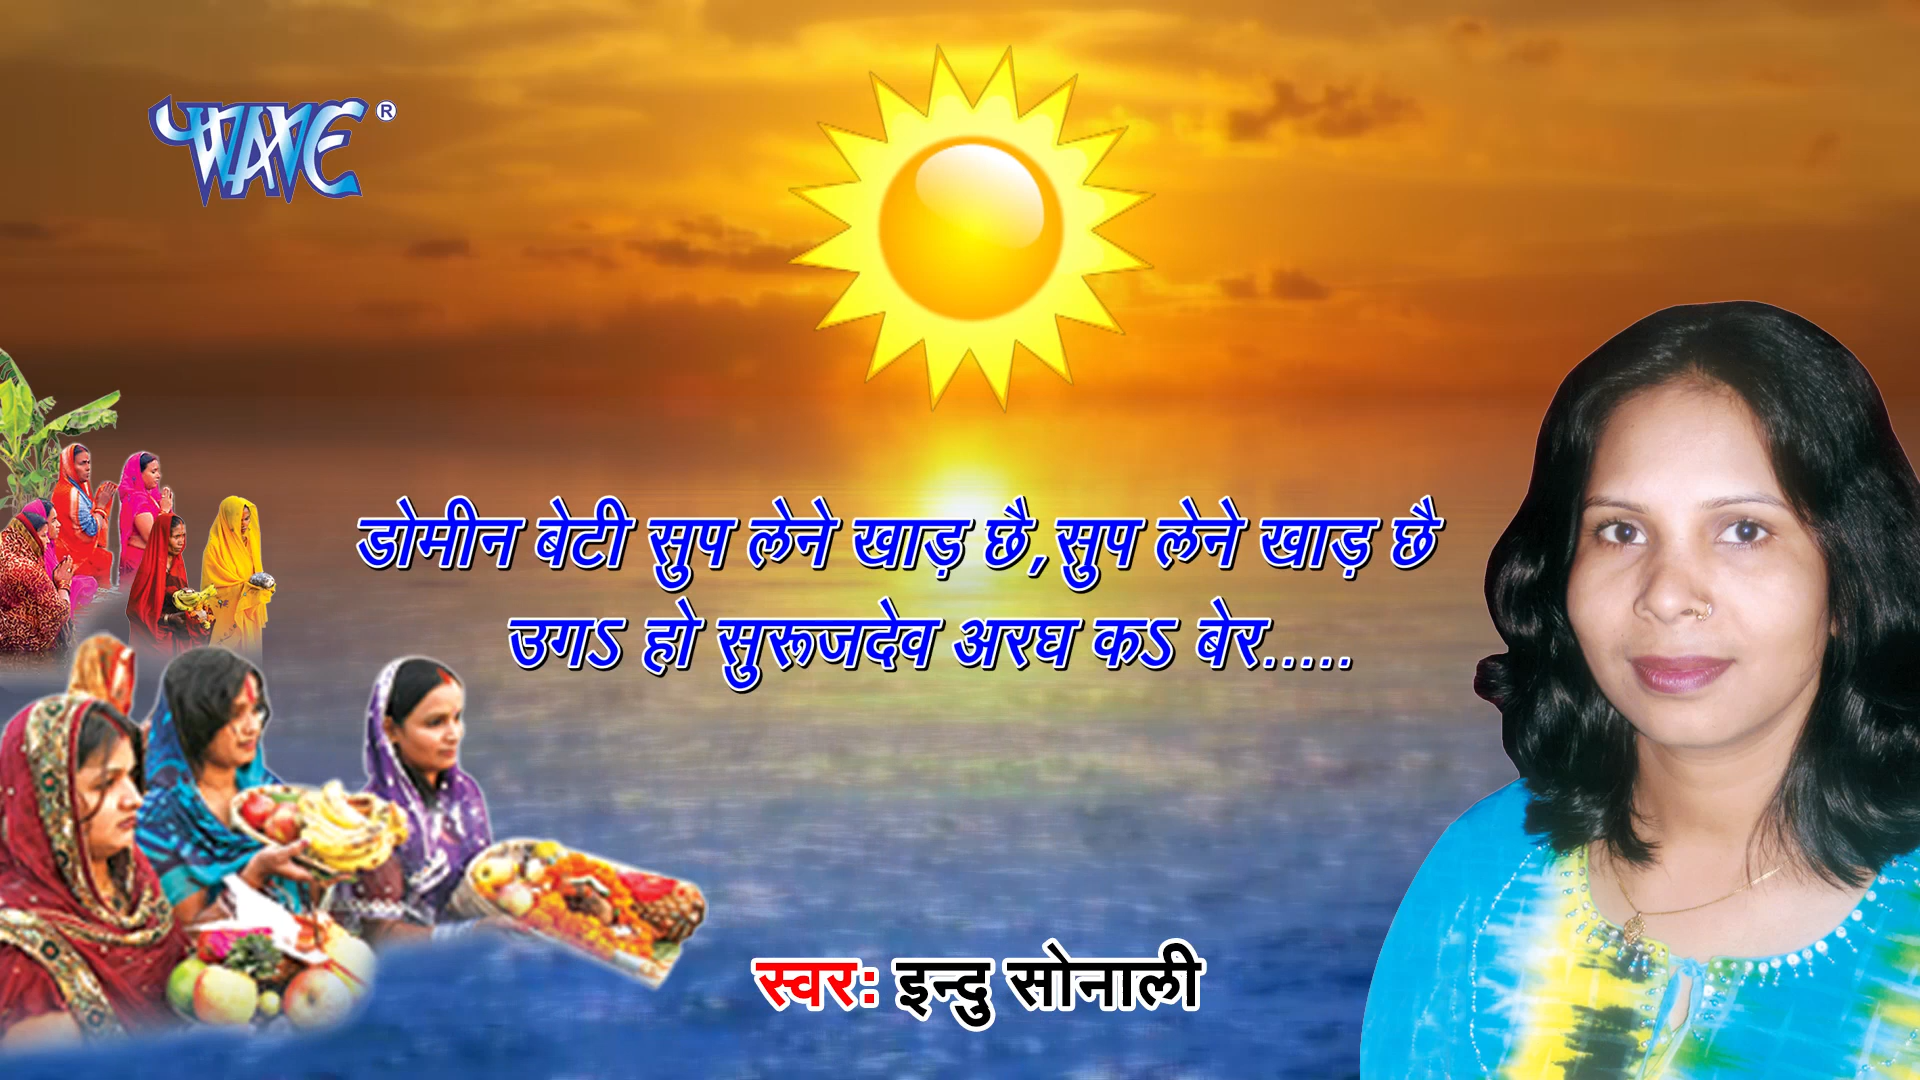 WAVE®
डोमीन बेटी सुप लेने खाड़ छै,सुप लेने खाड़ छै
उगऽ हो सुरूजदेव अरघ कऽ बेर.....
स्वर: इन्दु सोनाली